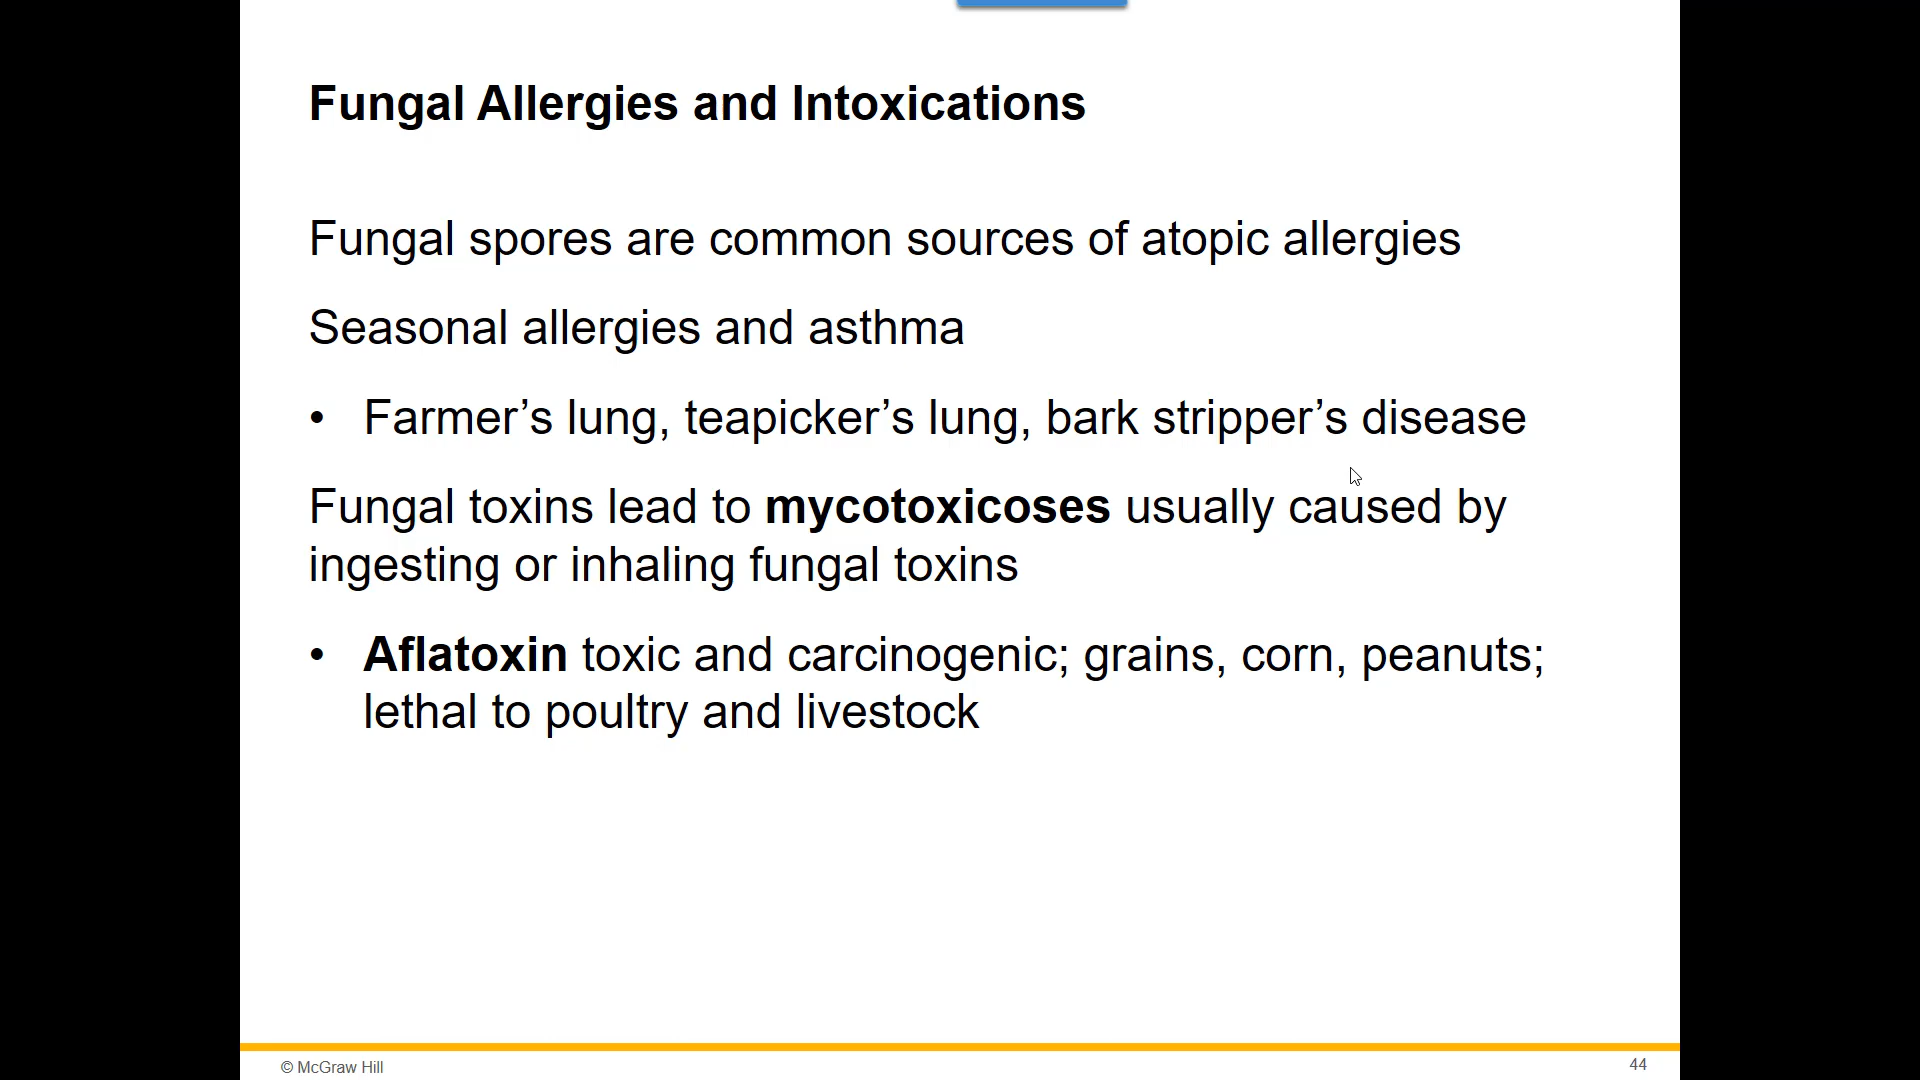 Fungal Allergies and Intoxications
Fungal spores are common sources of atopic allergies
Seasonal allergies and asthma
• Farmer’s lung, teapicker’s lung, bark stripper’s disease
Fungal toxins lead to mycotoxicoses usually caused by
ingesting or inhaling fungal toxins
• Aflatoxin toxic and carcinogenic; grains, corn, peanuts;
lethal to poultry and livestock
© McGraw Hill
44